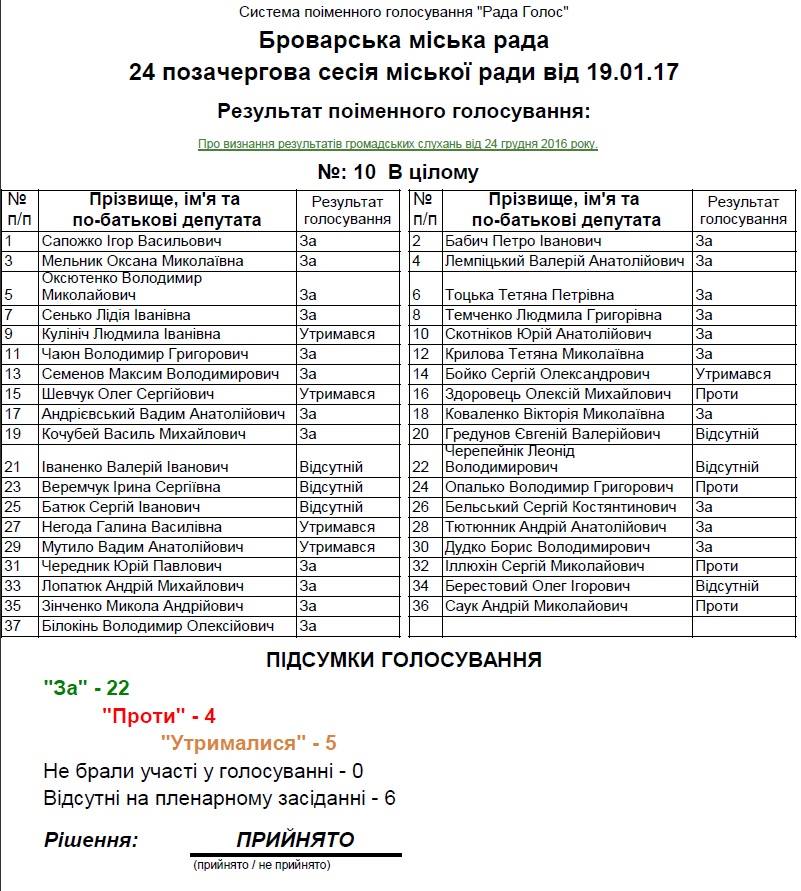 Система поіменного голосування "Рада Голос"
Броварська міська рада
24 позачергова сесія міської ради від 19.01.17
Результат поіменного голосування:
Про визнання результатів громадських слухань від 24 грудня 2016 року.
№: 10 В цілому
№ п/п Прізвище, ім'я та по-батькові депутата Результат голосування № п/п Прізвище, ім'я та по-батькові депутата Результат голосування
1 Сапожко Ігор Васильович За 2 Бабич Петро Іванович За
3 Мельник Оксана Миколаївна За 4 Лемпіцький Валерій Анатолійович За
5 Оксютенко Володимир Миколайович За 6 Тоцька Тетяна Петрівна За
7 Сенько Лідія Іванівна За 8 Темченко Людмила Григорівна За
9 Кулініч Людмила Іванівна Утримався 10 Скотніков Юрій Анатолійович За
11 Чаюн Володимир Григорович За 12 Крилова Тетяна Миколаївна За
13 Семенов Максим Володимирович За 14 Бойко Сергій Олександрович Утримався
15 Шевчук Олег Сергійович Утримався 16 Здоровець Олексій Михайлович Проти
17 Андрієвський Вадим Анатолійович За 18 Коваленко Вікторія Миколаївна За
19 Кочубей Василь Михайлович За 20 Гредунов Євгеній Валерійович Відсутній
21 Іваненко Валерій Іванович Відсутній 22 Черепейнік Леонід Володимирович Відсутній
23 Веремчук Ірина Сергіївна Відсутній 24 Опалько Володимир Григорович Проти
25 Батюк Сергій Іванович Відсутній 26 Бельський Сергій Костянтинович За
27 Негода Галина Василівна Утримався 28 Тютюнник Андрій Анатолійович За
29 Мутило Вадим Анатолійович Утримався 30 Дудко Борис Володимирович За
31 Чередник Юрій Павлович За 32 Іллюхін Сергій Миколайович Проти
33 Лопатюк Андрій Михайлович За 34 Берестовий Олег Ігорович Відсутній
35 Зінченко Микола Андрійович За 36 Саук Андрій Миколайович Проти
37 Білокінь Володимир Олексійович За
ПІДСУМКИ ГОЛОСУВАННЯ
"За" - 22
"Проти" - 4
"Утрималися" - 5
Не брали участі у голосуванні - 0
Відсутні на пленарному засіданні - 6
Рішення: ПРИЙНЯТО
(прийнято / не прийнято)